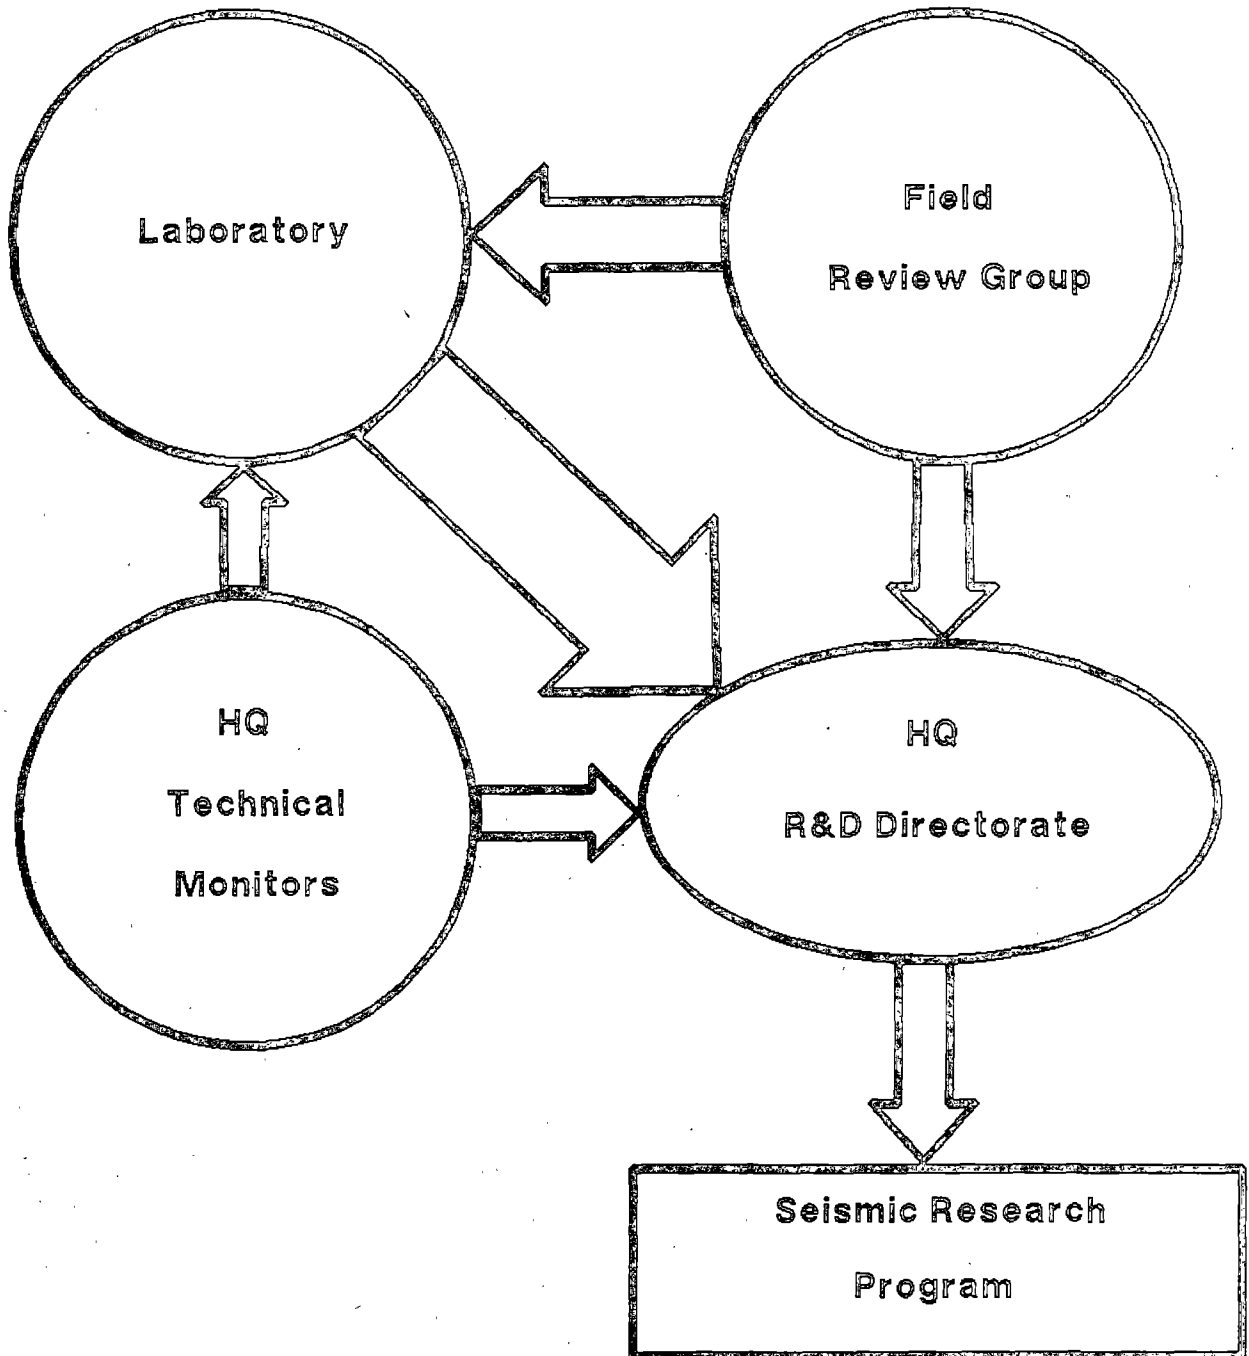 Laboratory
Field
Review Group
HQ
Technical
Monitors
HQ
R&D Directorate
Seismic Research
Program